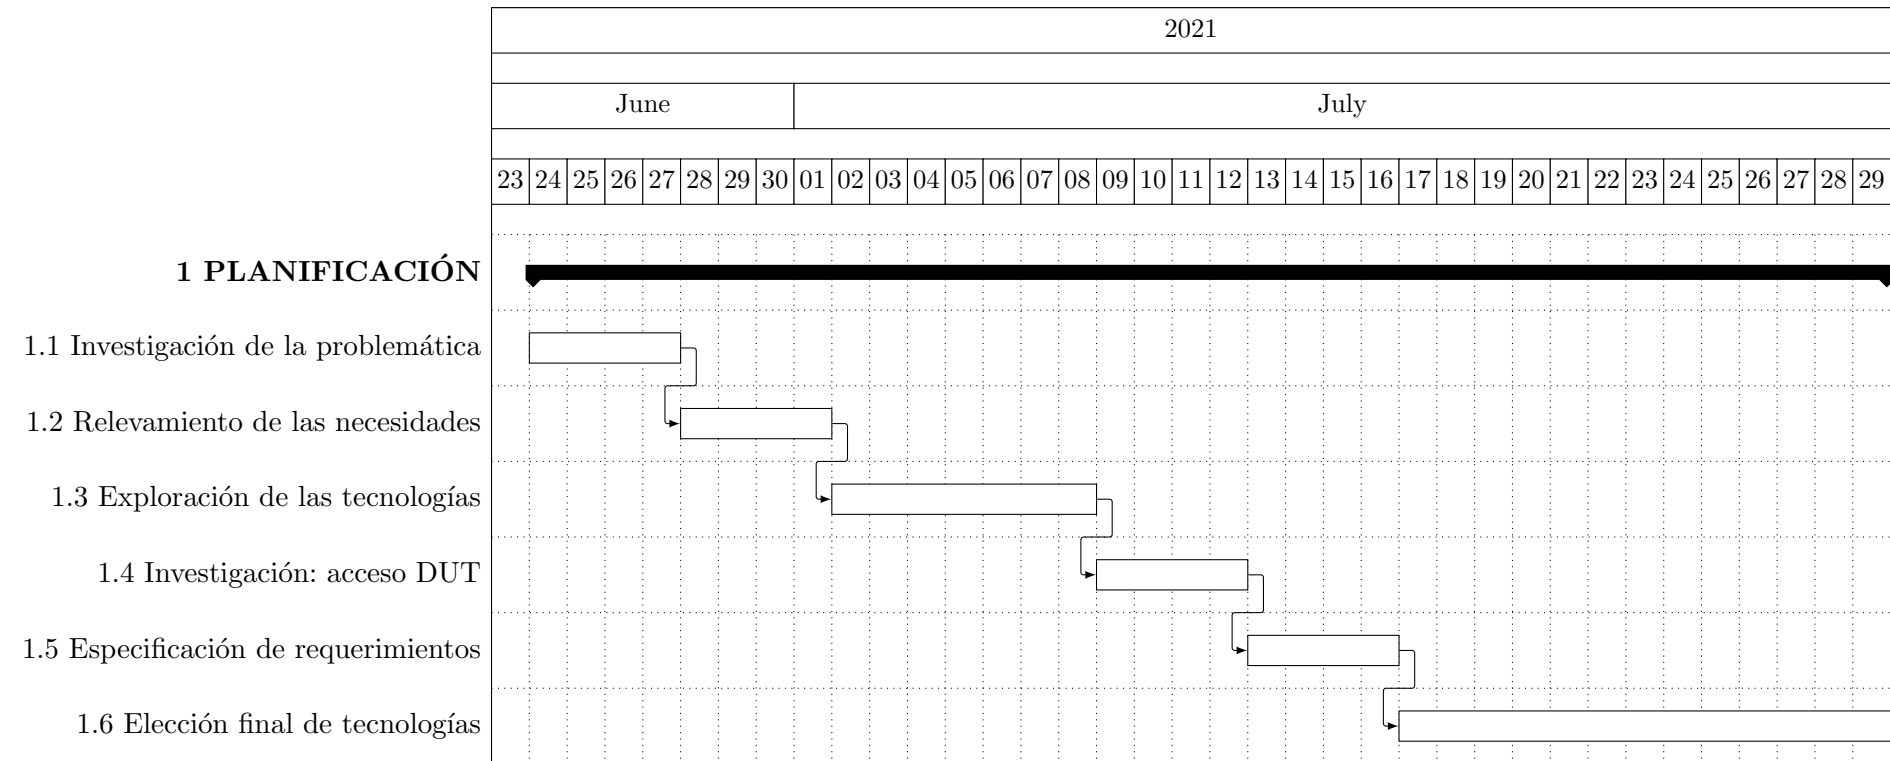 2021
June July
23 24 25 26 27 28 29 30 01 02 03 04 05 06 07 08 09 10 11 12 13 14 15 16 17 18 19 20 21 22 23 24 25 26 27 28 29
1 PLANIFICACIÓN
1.1 Investigación de la problemática
1.2 Relevamiento de las necesidades
1.3 Exploración de las tecnologías
1.4 Investigación: acceso DUT
1.5 Especificación de requerimientos
1.6 Elección final de tecnologías